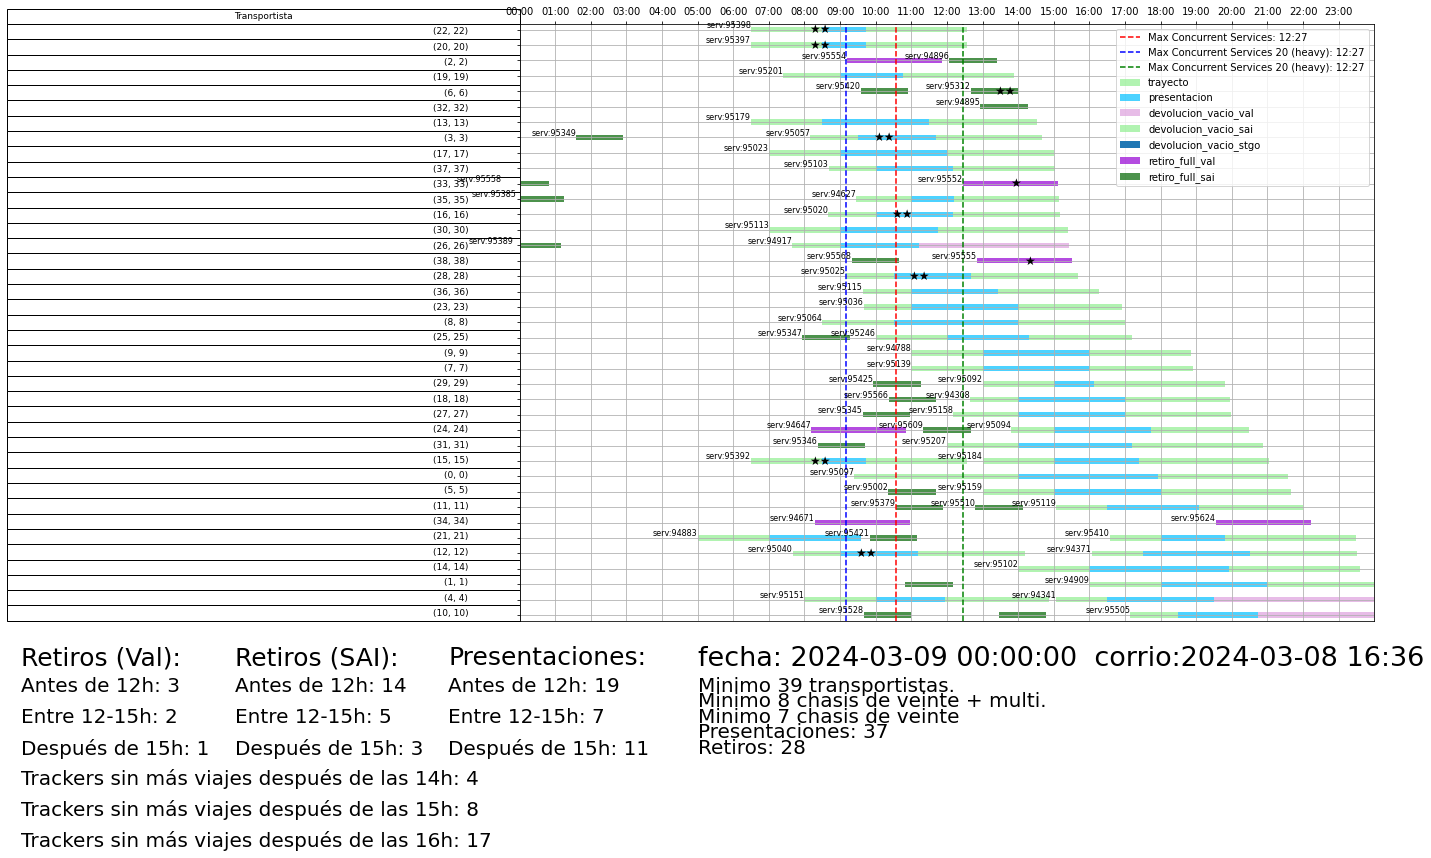 Transportista
00:00 01:00 02:00 03:00 04:00 05:00 06:00 07:00 08:00 09:00 10:00 11:00 12:00 13:00 14:00 15:00 16:00 17:00 18:00 19:00 20:00 21:00 22:00 23:00
(22, 22) serv:95398
(20, 20) serv:95397
(2, 2) serv:95554 serv:94896
(19, 19) serv:95201
(6, 6) serv:95420 serv:95312
(32, 32) serv:94895
(13, 13) serv:95179
(3, 3) serv:95349 serv:95057
(17, 17) serv:95023
(37, 37) serv:95103
(33, 33) serv:95558 serv:95552
(35, 35) serv:95385 serv:94627
(16, 16) serv:95020
(30, 30) serv:95113
(26, 26) serv:95389 serv:94917
(38, 38) serv:95568 serv:95555
(28, 28) serv:95025
(36, 36) serv:95115
(23, 23) serv:95036
(8, 8) serv:95064
(25, 25) serv:95347 serv:95246
(9, 9) serv:94788
(7, 7) serv:95139
(29, 29) serv:95425 serv:95092
(18, 18) serv:95566 serv:94308
(27, 27) serv:95345 serv:95158
(24, 24) serv:94647 serv:95609 serv:95094
(31, 31) serv:95346 serv:95207
(15, 15) serv:95392 serv:95184
(0, 0) serv:95097
(5, 5) serv:95002 serv:95159
(11, 11) serv:95379 serv:95510 serv:95119
(34, 34) serv:94671 serv:95624
(21, 21) serv:94883 serv:95421 serv:95410
(12, 12) serv:95040 serv:94371
(14, 14) serv:95102
(1, 1) serv:94909
(4, 4) serv:95151 serv:94341
(10, 10) serv:95528 serv:95505
Max Concurrent Services: 12:27
Max Concurrent Services 20 (heavy): 12:27
Max Concurrent Services 20 (heavy): 12:27
trayecto
presentacion
devolucion_vacio_val
devolucion_vacio_sai
devolucion_vacio_stgo
retiro_full_val
retiro_full_sai
Retiros (Val):
Antes de 12h: 3
Entre 12-15h: 2
Después de 15h: 1
Retiros (SAI):
Antes de 12h: 14
Entre 12-15h: 5
Después de 15h: 3
Presentaciones:
Antes de 12h: 19
Entre 12-15h: 7
Después de 15h: 11
Trackers sin más viajes después de las 14h: 4
Trackers sin más viajes después de las 15h: 8
Trackers sin más viajes después de las 16h: 17
fecha: 2024-03-09 00:00:00 corrio:2024-03-08 16:36
Minimo 39 transportistas.
Minimo 8 chasis de veinte + multi.
Minimo 7 chasis de veinte
Presentaciones: 37
Retiros: 28